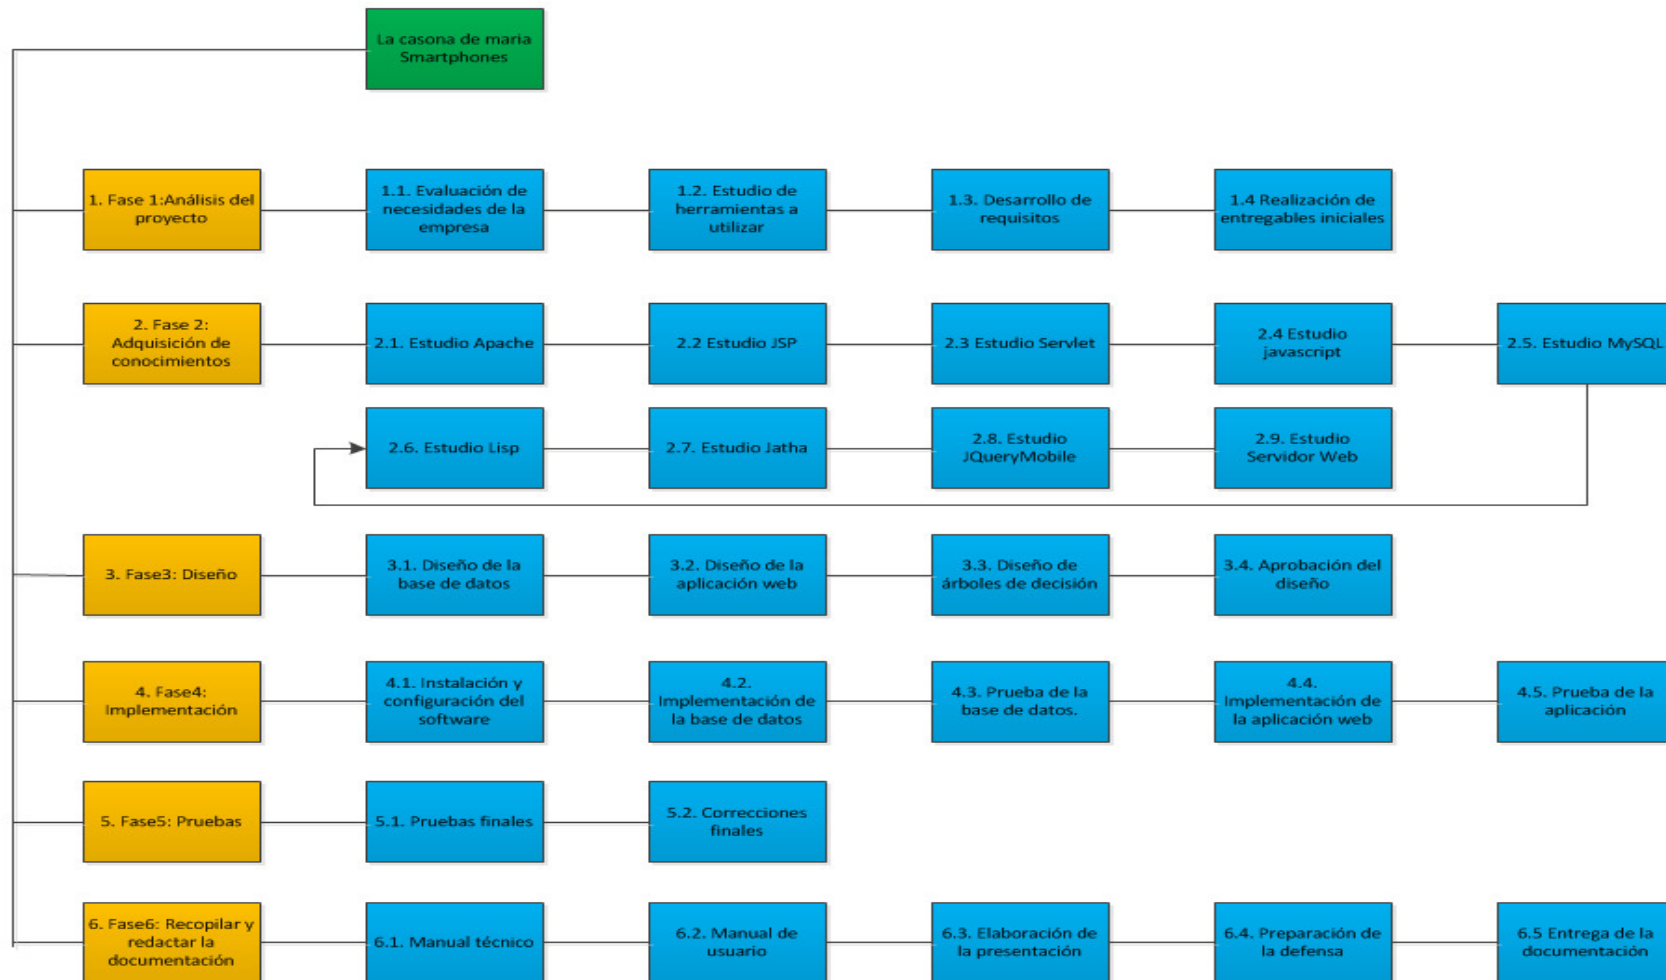 La casona de maria
Smartphones
1. Fase 1:Análisis del
proyecto
1.1. Evaluación de
necesidades de la
empresa
1.2. Estudio de
herramientas a
utilizar
1.3. Desarrollo de
requisitos
1.4 Realización de
entregables iniciales
2. Fase 2:
Adquisición de
conocimientos
2.1. Estudio Apache
2.2 Estudio JSP
2.3 Estudio Servlet
2.4 Estudio
javascript
2.5. Estudio MySQL
2.6. Estudio Lisp
2.7. Estudio Jatha
2.8. Estudio
JQueryMobile
2.9. Estudio
Servidor Web
3. Fase3: Diseño
3.1. Diseño de la
base de datos
3.2. Diseño de la
aplicación web
3.3. Diseño de
árboles de decisión
3.4. Aprobación del
diseño
4. Fase4:
Implementación
4.1. Instalación y
configuración del
software
4.2.
Implementación de
la base de datos
4.3. Prueba de la
base de datos.
4.4.
Implementación de
la aplicación web
4.5. Prueba de la
aplicación
5. Fase5: Pruebas
5.1. Pruebas finales
5.2. Correcciones
finales
6. Fase6: Recopilar y
redactar la
documentación
6.1. Manual técnico
6.2. Manual de
usuario
6.3. Elaboración de
la presentación
6.4. Preparación de
la defensa
6.5 Entrega de la
documentación